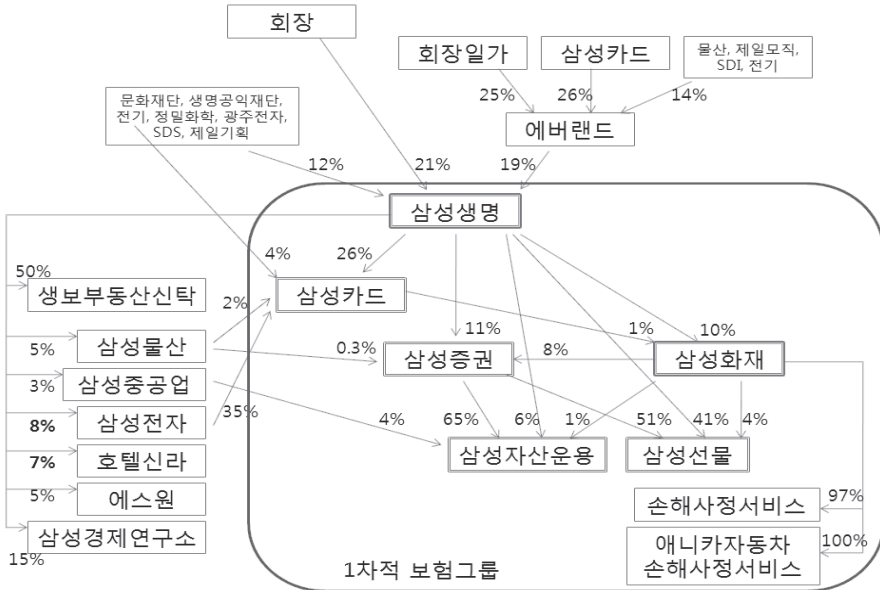 회장
회장일가
삼성카드
물산, 제일모직,
SDI, 전기
25%
26%
14%
문화재단, 생명공익재단,
전기, 정밀화학, 광주전자,
SDS, 제일기획
에버랜드
12%
21%
19%
삼성생명
4%
26%
50%
생보부동산신탁
삼성카드
2%
11%
1%
10%
5%
삼성물산
0.3%
삼성증권
8%
삼성화재
3%
삼성중공업
35%
8%
삼성전자
4%
65%
6%
1%
51%
41%
4%
7%
호텔신라
삼성자산운용
삼성선물
5%
에스원
손해사정서비스
97%
삼성경제연구소
15%
애니카자동차
손해사정서비스
100%
1차적 보험그룹